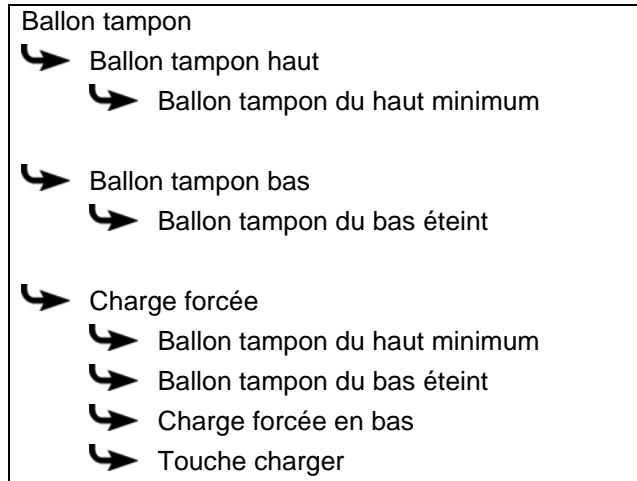 Ballon tampon
Ballon tampon haut
Ballon tampon du haut minimum
Ballon tampon bas
Ballon tampon du bas éteint
Charge forcée
Ballon tampon du haut minimum
Ballon tampon du bas éteint
Charge forcée en bas
Touche charger